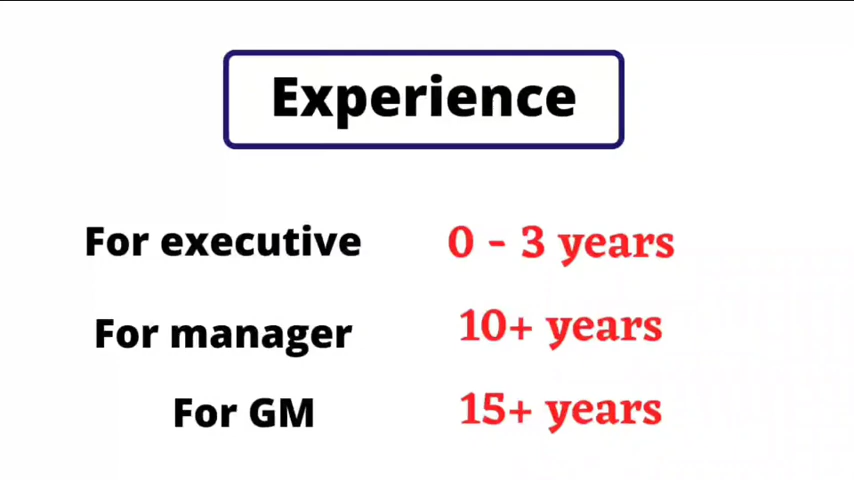 Experience
For executive 0 - 3 years
For manager 10+ years
For GM 15+ years